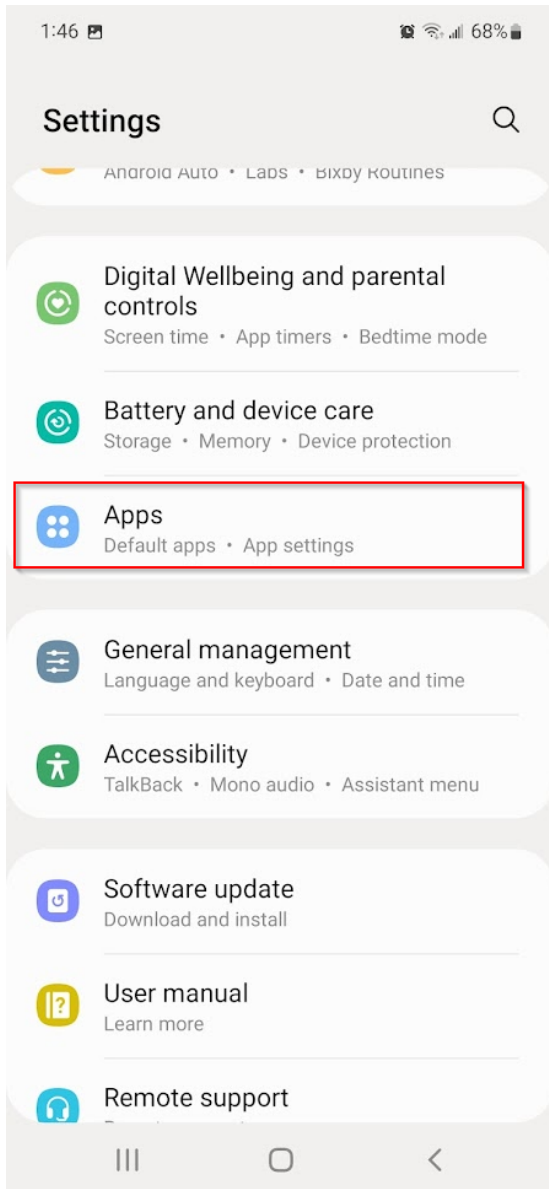 1:46 68%
Settings
Android Auto • Labs • Bixby Routines
Digital Wellbeing and parental
controls
Screen time • App timers • Bedtime mode
Battery and device care
Storage • Memory • Device protection
Apps
Default apps • App settings
General management
Language and keyboard • Date and time
Accessibility
TalkBack • Mono audio • Assistant menu
Software update
Download and install
User manual
Learn more
Remote support